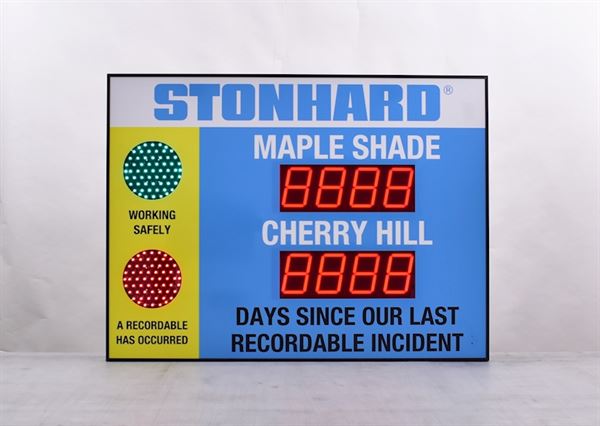 STONHARD®
MAPLE SHADE
8888
WORKING
SAFELY
CHERRY HILL
8888
A RECORDABLE
HAS OCCURRED
DAYS SINCE OUR LAST
RECORDABLE INCIDENT